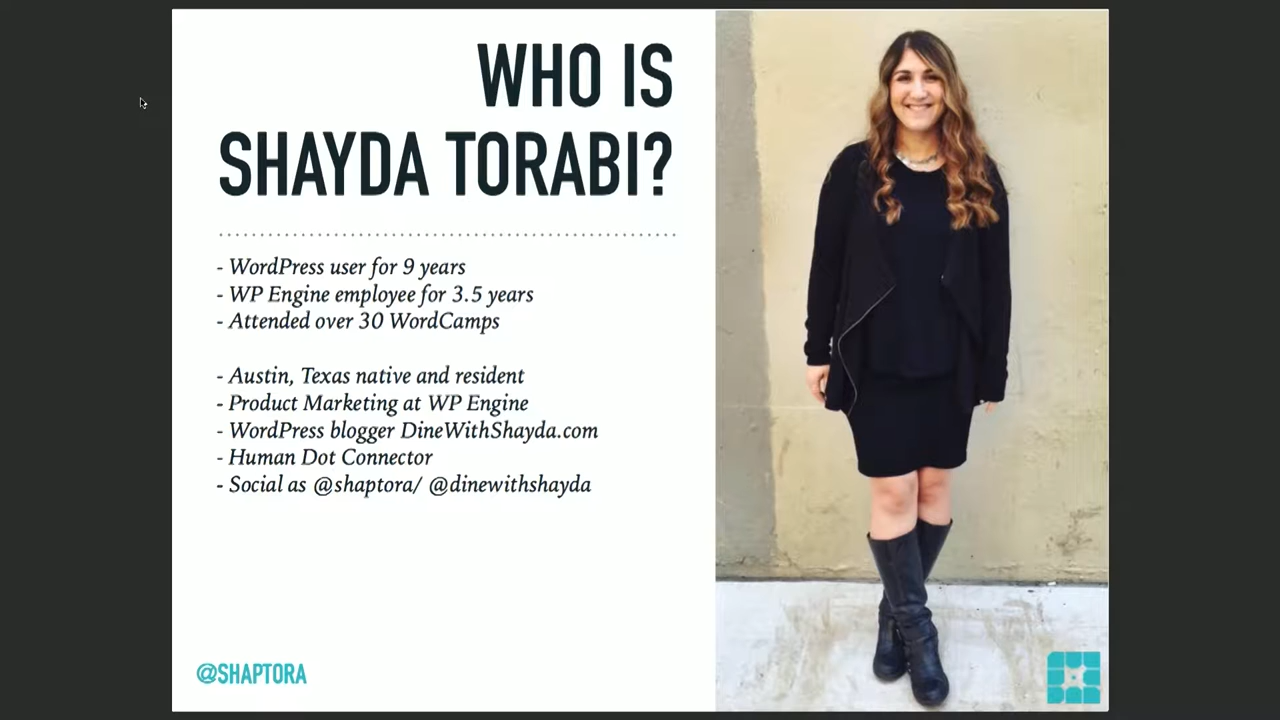 WHO IS
SHAYDA TORABI?
- WordPress user for 9 years
- WP Engine employee for 3.5 years
- Attended over 30 WordCamps
- Austin, Texas native and resident
- Product Marketing at WP Engine
- WordPress blogger DineWithShayda.com
- Human Dot Connector
- Social as @shaptora/ @dinewithshayda
@SHAPTORA